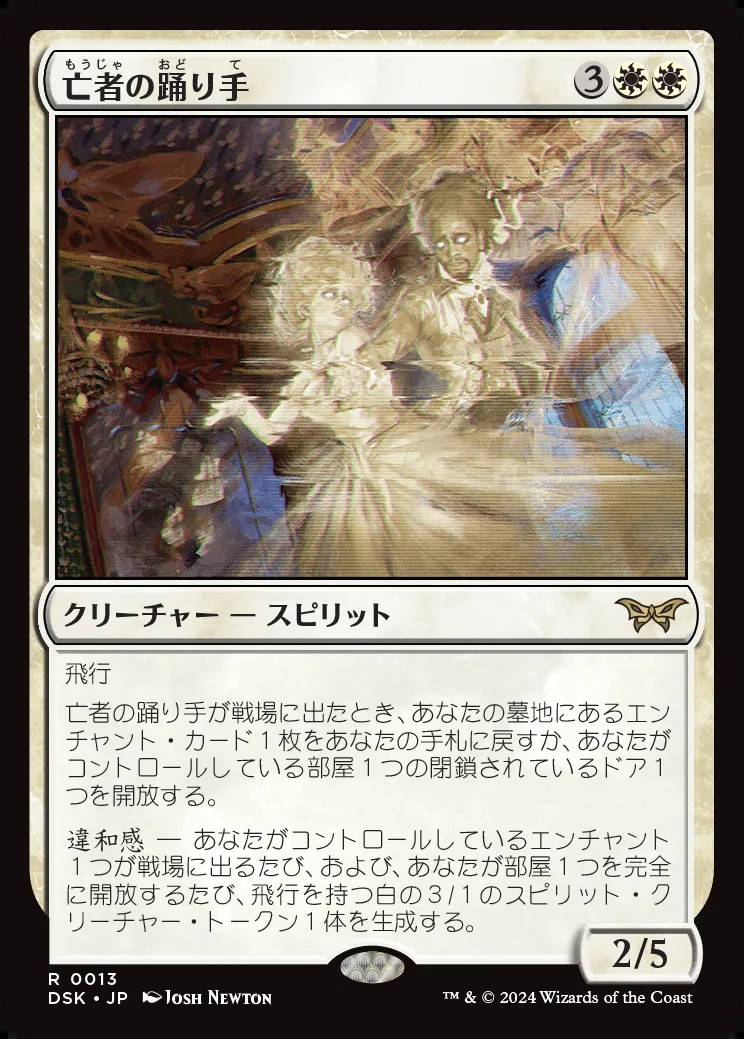 もうじゃ おど て
亡者の踊り手
3
クリーチャー — スピリット
飛行
亡者の踊り手が戦場に出たとき、あなたの墓地にあるエン
チャント・カード１枚をあなたの手札に戻すか、あなたが
コントロールしている部屋１つの閉鎖されているドア１
つを開放する。
違和感 — あなたがコントロールしているエンチャント
１つが戦場に出るたび、および、あなたが部屋１つを完全
に開放するたび、飛行を持つ白の３/１のスピリット・ク
リーチャー・トークン１体を生成する。
2/5
R 0013
DSK • JP Josh Newton
™ & © 2024 Wizards of the Coast